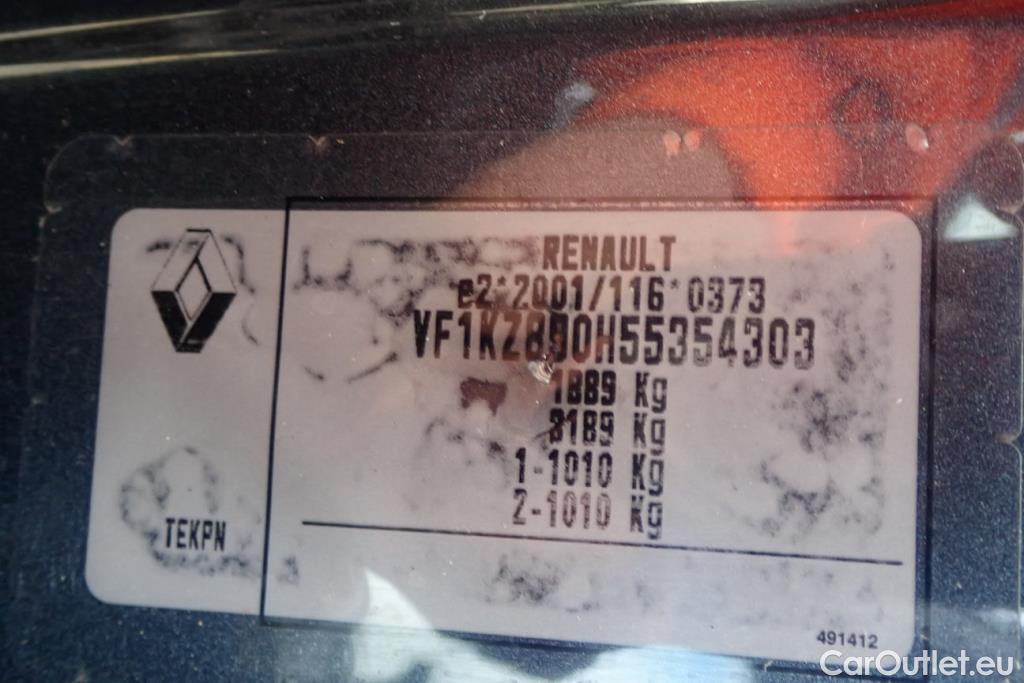 RENAULT
e2*2001/116*0373
1889 Kg
3189 Kg
1-1010 Kg
2-1010 Kg
TEKPN
491412
CarOutlet.eu